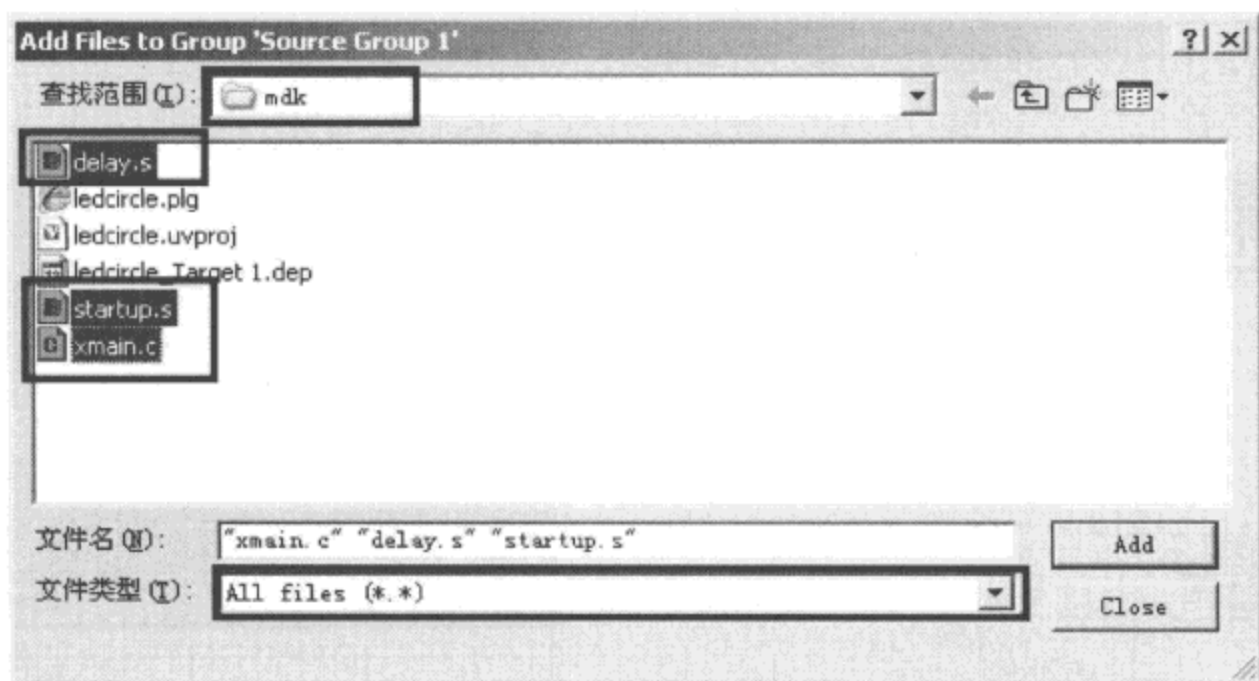 Add Files to Group 'Source Group 1'
查找范围(I): mdk
delay.s
ledcircle.plg
ledcircle.uvproj
ledcircle_Target 1.dep
startup.s
xmain.c
文件名(N): "xmain.c" "delay.s" "startup.s"
Add
文件类型(T): All files (*.*)
Close